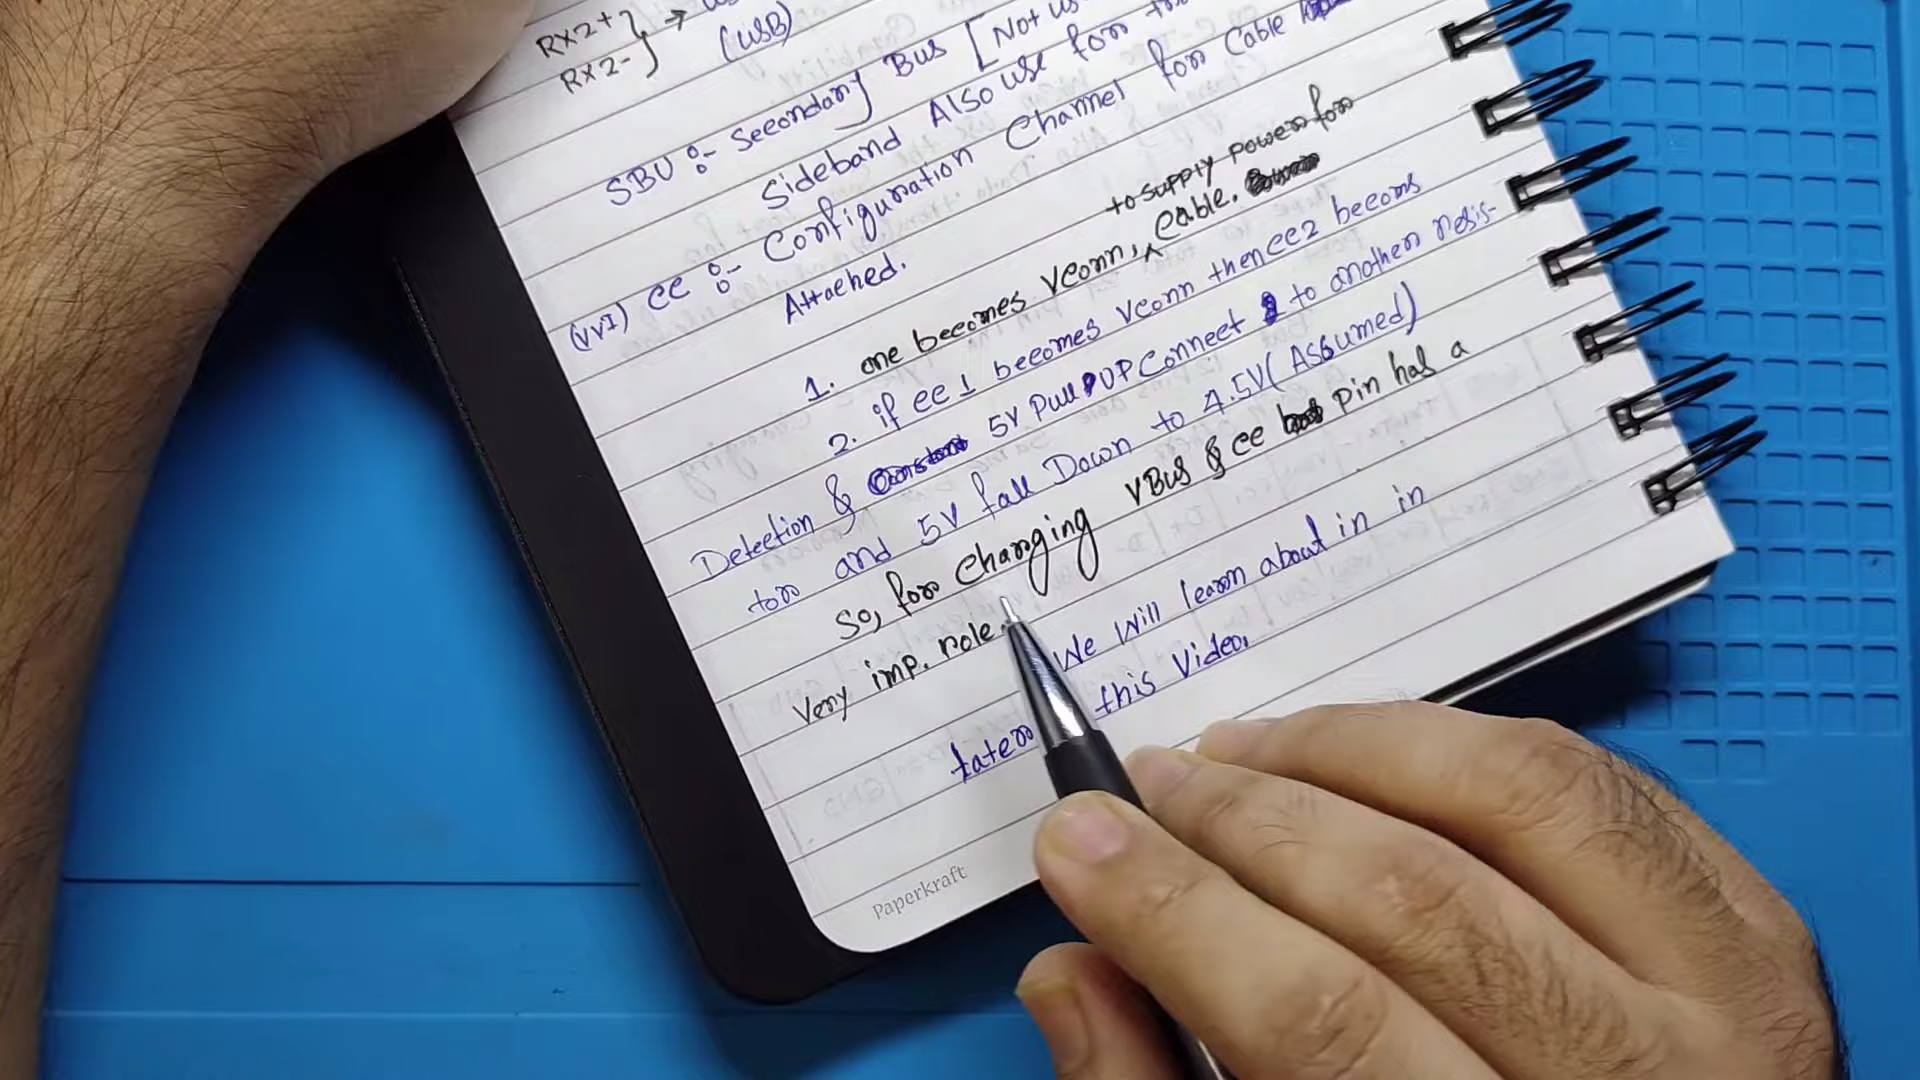 RX2+
RX2- → 
(USB)
SBU :- Secondary Bus [Not us
Sideband Also use for
(VVI) CC :- Configuration Channel for Cable
Attached.
to supply power for
1. one becomes Vconn, ^ cable.
2. if CC1 becomes Vconn then CC2 becoms
Detection & 5V Pull UP Connect to another resis-
tor and 5V fall Down to 4.5V (Assumed)
So, for charging VBus & CC pin has a
Very imp. role.
We Will learn about in in
later this Video.
Paperkraft